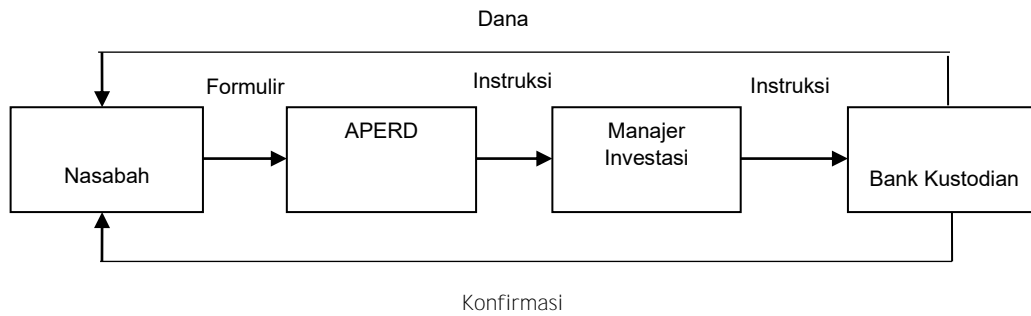 Dana
Formulir
Instruksi
Instruksi
Nasabah
APERD
Manajer
Investasi
Bank Kustodian
Konfirmasi